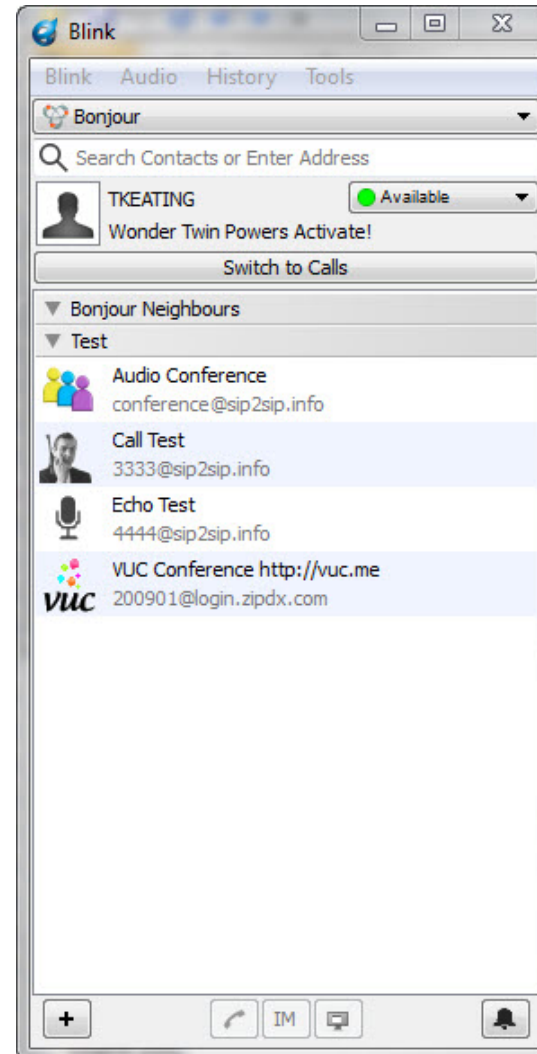 Blink
Blink Audio History Tools
Bonjour
Search Contacts or Enter Address
TKEATING
Available
Wonder Twin Powers Activate!
Switch to Calls
Bonjour Neighbours
Test
Audio Conference
conference@sip2sip.info
Call Test
3333@sip2sip.info
Echo Test
4444@sip2sip.info
VUC Conference http://vuc.me
vuc 200901@login.zipdx.com
+ IM